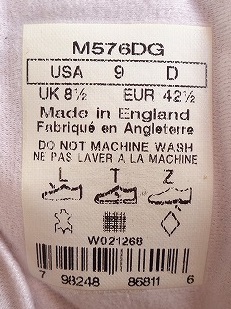 M576DG
USA 9 D
UK 8½ EUR 42½
Made in England
Fabriqué en Angleterre
DO NOT MACHINE WASH
NE PAS LAVER A LA MACHINE
L T Z
W021268
7 98248 86811 6